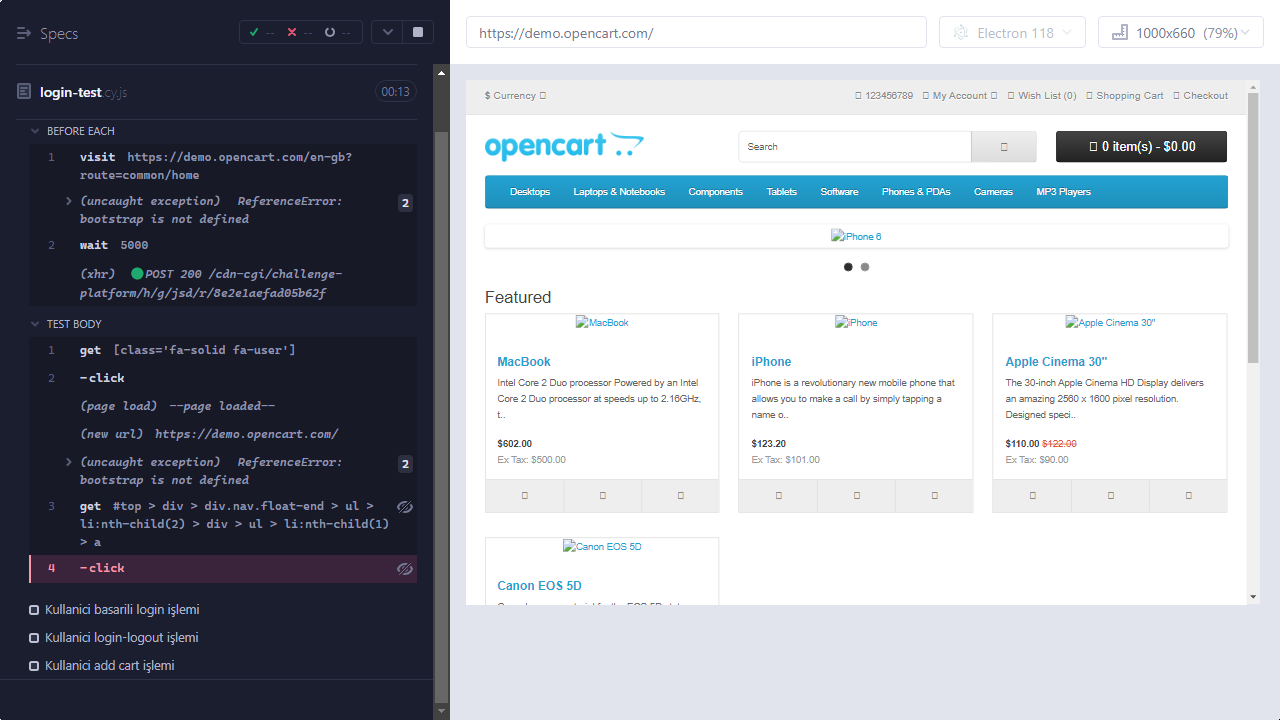 Specs
-- -- --
https://demo.opencart.com/
Electron 118
1000x660 (79%)
login-test.cy.js
00:13
BEFORE EACH
1 visit https://demo.opencart.com/en-gb?
route=common/home
(uncaught exception) ReferenceError:
bootstrap is not defined
2
2 wait 5000
(xhr) POST 200 /cdn-cgi/challenge-
platform/h/g/jsd/r/8e2e1aefad05b62f
TEST BODY
1 get [class='fa-solid fa-user']
2 -click
(page load) --page loaded--
(new url) https://demo.opencart.com/
(uncaught exception) ReferenceError:
bootstrap is not defined
2
3 get #top > div > div.nav.float-end > ul >
li:nth-child(2) > div > ul > li:nth-child(1)
> a
4 -click
Kullanici basarili login işlemi
Kullanici login-logout işlemi
Kullanici add cart işlemi
$ Currency
123456789 My Account Wish List (0) Shopping Cart Checkout
opencart
Search
0 item(s) - $0.00
Desktops Laptops & Notebooks Components Tablets Software Phones & PDAs Cameras MP3 Players
iPhone 6
Featured
MacBook
MacBook
Intel Core 2 Duo processor Powered by an Intel
Core 2 Duo processor at speeds up to 2.16GHz,
t..
$602.00
Ex Tax: $500.00
iPhone
iPhone
iPhone is a revolutionary new mobile phone that
allows you to make a call by simply tapping a
name o..
$123.20
Ex Tax: $101.00
Apple Cinema 30"
Apple Cinema 30"
The 30-inch Apple Cinema HD Display delivers
an amazing 2560 x 1600 pixel resolution.
Designed speci..
$110.00 $122.00
Ex Tax: $90.00
Canon EOS 5D
Canon EOS 5D